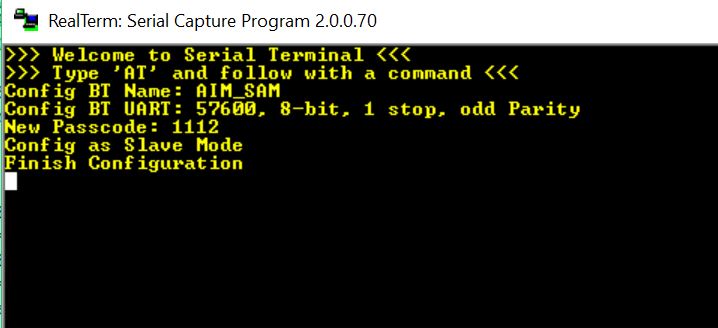 RealTerm: Serial Capture Program 2.0.0.70
>>> Welcome to Serial Terminal <<<
>>> Type 'AT' and follow with a command <<<
Config BT Name: AIM_SAM
Config BT UART: 57600, 8-bit, 1 stop, odd Parity
New Passcode: 1112
Config as Slave Mode
Finish Configuration